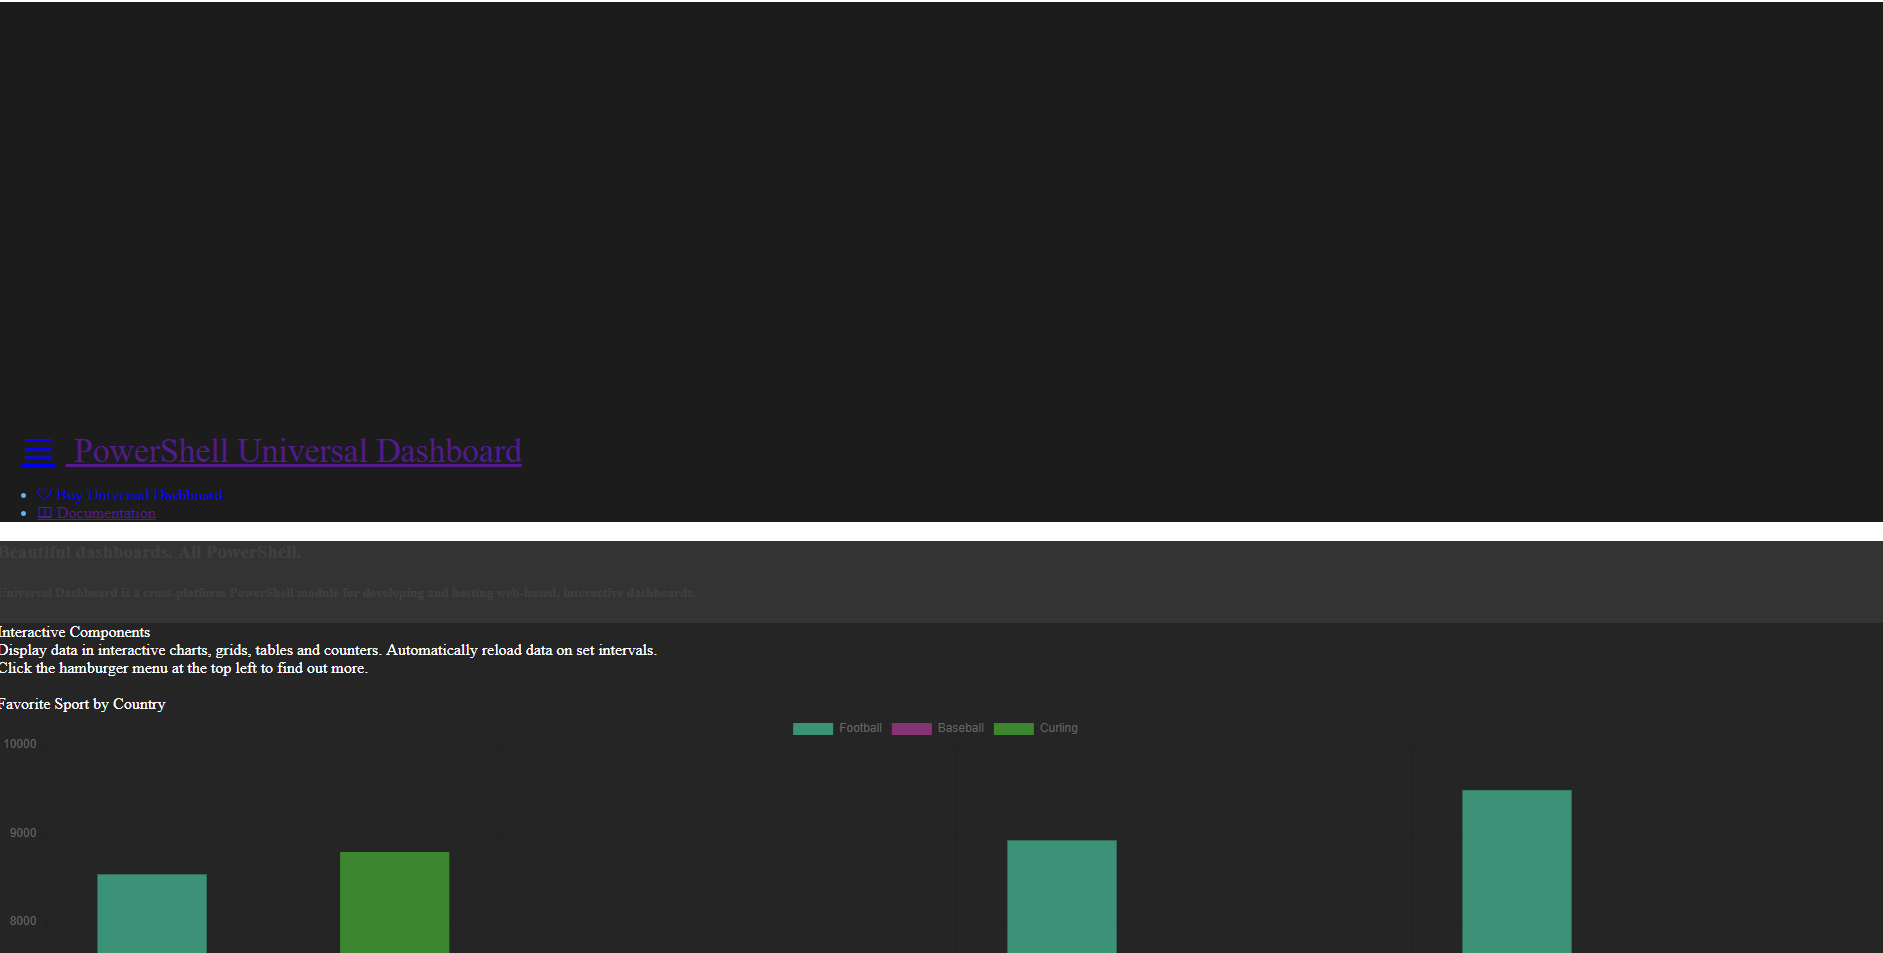 PowerShell Universal Dashboard
Buy Universal Dashboard
Documentation
Beautiful dashboards. All PowerShell.
Universal Dashboard is a cross-platform PowerShell module for developing and hosting web-based, interactive dashboards.
Interactive Components
Display data in interactive charts, grids, tables and counters. Automatically reload data on set intervals.
Click the hamburger menu at the top left to find out more.
Favorite Sport by Country
Football Baseball Curling
10000
9000
8000